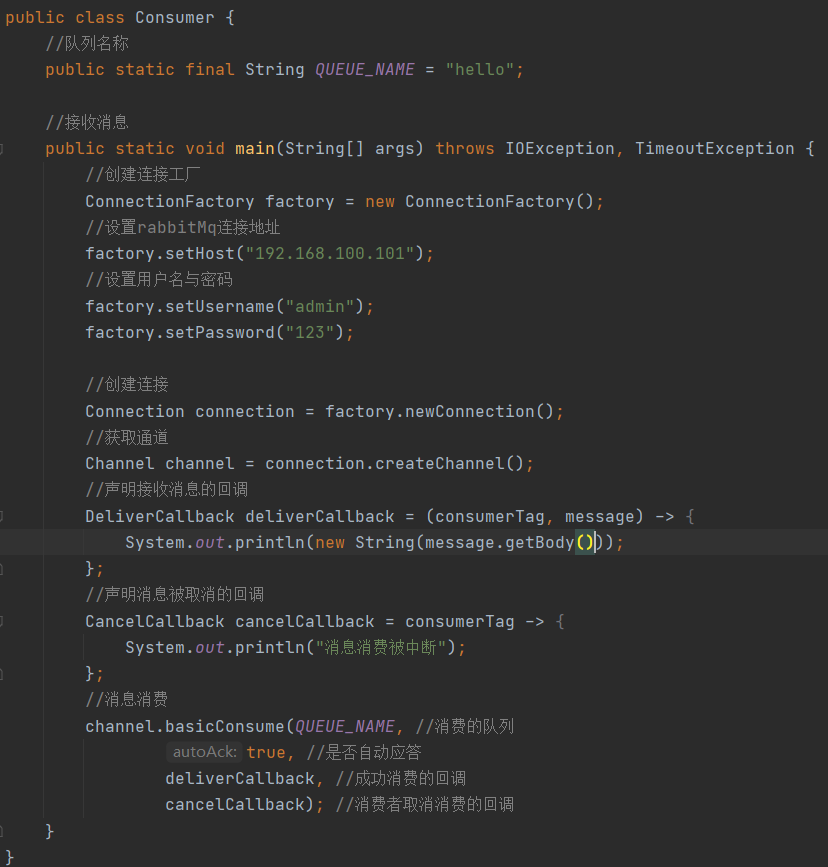 public class Consumer {
//队列名称
public static final String QUEUE_NAME = "hello";
//接收消息
public static void main(String[] args) throws IOException, TimeoutException {
//创建连接工厂
ConnectionFactory factory = new ConnectionFactory();
//设置rabbitMq连接地址
factory.setHost("192.168.100.101");
//设置用户名与密码
factory.setUsername("admin");
factory.setPassword("123");
//创建连接
Connection connection = factory.newConnection();
//获取通道
Channel channel = connection.createChannel();
//声明接收消息的回调
DeliverCallback deliverCallback = (consumerTag, message) -> {
System.out.println(new String(message.getBody()));
};
//声明消息被取消的回调
CancelCallback cancelCallback = consumerTag -> {
System.out.println("消息消费被中断");
};
//消息消费
channel.basicConsume(QUEUE_NAME, //消费的队列
autoAck: true, //是否自动应答
deliverCallback, //成功消费的回调
cancelCallback); //消费者取消消费的回调
}
}